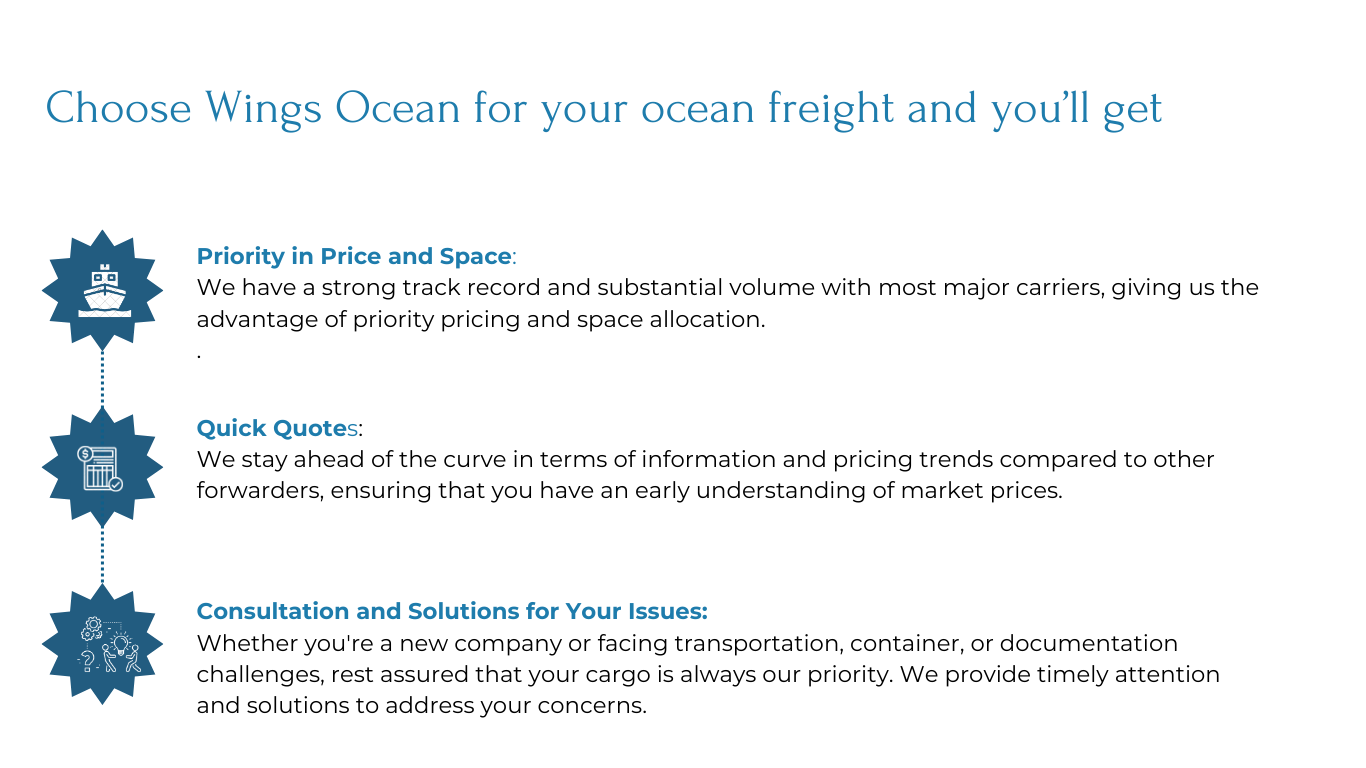 Choose Wings Ocean for your ocean freight and you’ll get
Priority in Price and Space:
We have a strong track record and substantial volume with most major carriers, giving us the
advantage of priority pricing and space allocation.
.
Quick Quotes:
We stay ahead of the curve in terms of information and pricing trends compared to other
forwarders, ensuring that you have an early understanding of market prices.
Consultation and Solutions for Your Issues:
Whether you're a new company or facing transportation, container, or documentation
challenges, rest assured that your cargo is always our priority. We provide timely attention
and solutions to address your concerns.